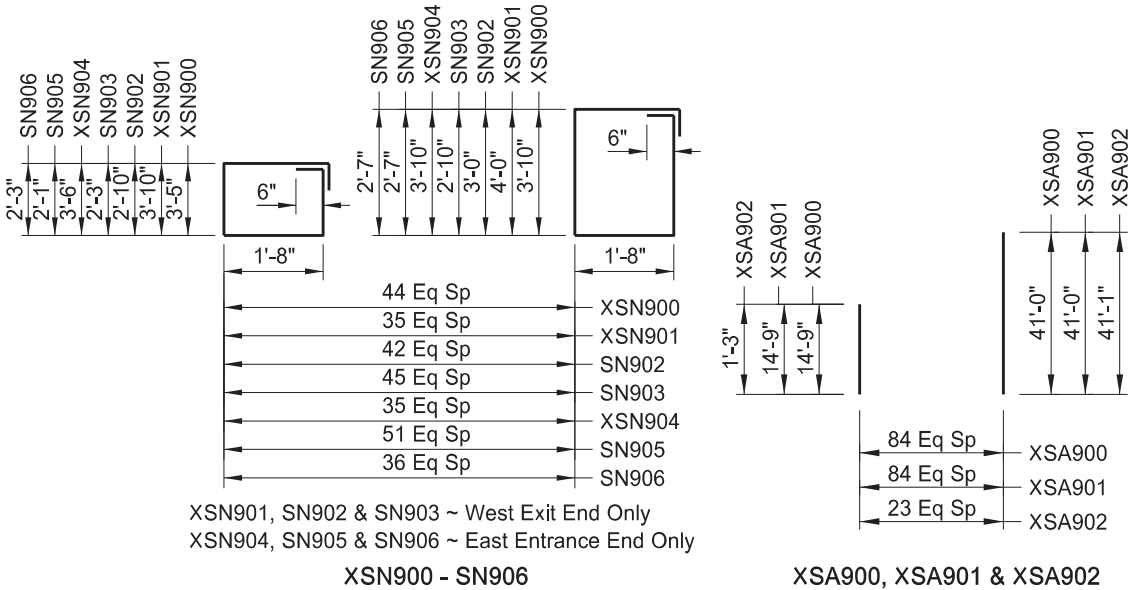 SN906
SN905
XSN904
SN903
SN902
XSN901
XSN900
2'-3"
2'-1"
3'-6"
2'-3"
2'-10"
3'-10"
3'-5"
6"
1'-8"
SN906
SN905
XSN904
SN903
SN902
XSN901
XSN900
2'-7"
2'-7"
3'-10"
2'-10"
3'-0"
4'-0"
3'-10"
6"
1'-8"
44 Eq Sp XSN900
35 Eq Sp XSN901
42 Eq Sp SN902
45 Eq Sp SN903
35 Eq Sp XSN904
51 Eq Sp SN905
36 Eq Sp SN906
XSN901, SN902 & SN903 ~ West Exit End Only
XSN904, SN905 & SN906 ~ East Entrance End Only
XSN900 - SN906
XSA902
XSA901
XSA900
1'-3"
14'-9"
14'-9"
XSA900
XSA901
XSA902
41'-0"
41'-0"
41'-1"
84 Eq Sp XSA900
84 Eq Sp XSA901
23 Eq Sp XSA902
XSA900, XSA901 & XSA902